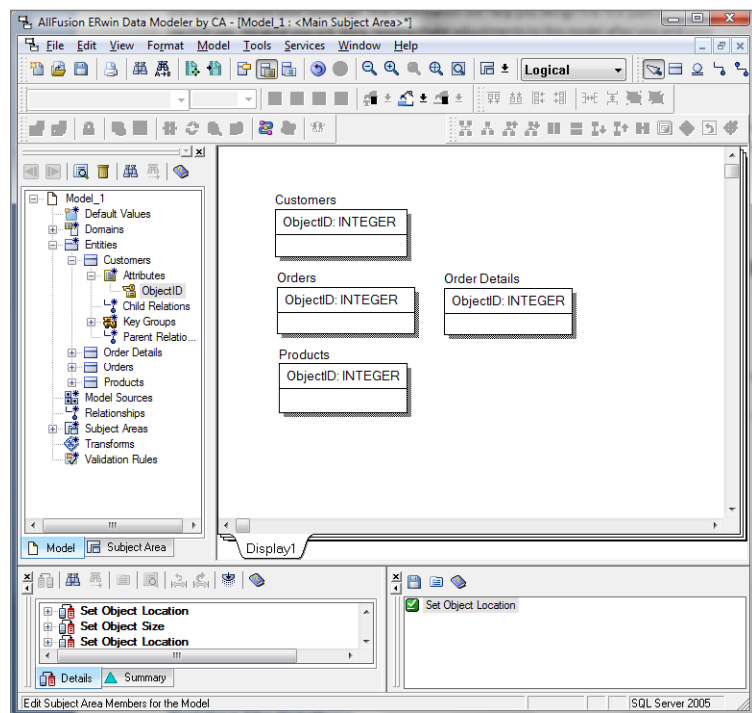 AllFusion ERwin Data Modeler by CA - [Model_1 : <Main Subject Area>*]
File Edit View Format Model Tools Services Window Help
Logical
Model_1
Default Values
Domains
Entities
Customers
Attributes
ObjectID
Child Relations
Key Groups
Parent Relatio...
Order Details
Orders
Products
Model Sources
Relationships
Subject Areas
Transforms
Validation Rules
Model Subject Area
Customers
ObjectID: INTEGER
Orders
ObjectID: INTEGER
Order Details
ObjectID: INTEGER
Products
ObjectID: INTEGER
Display1
Set Object Location
Set Object Size
Set Object Location
Details Summary
Set Object Location
Edit Subject Area Members for the Model
SQL Server 2005